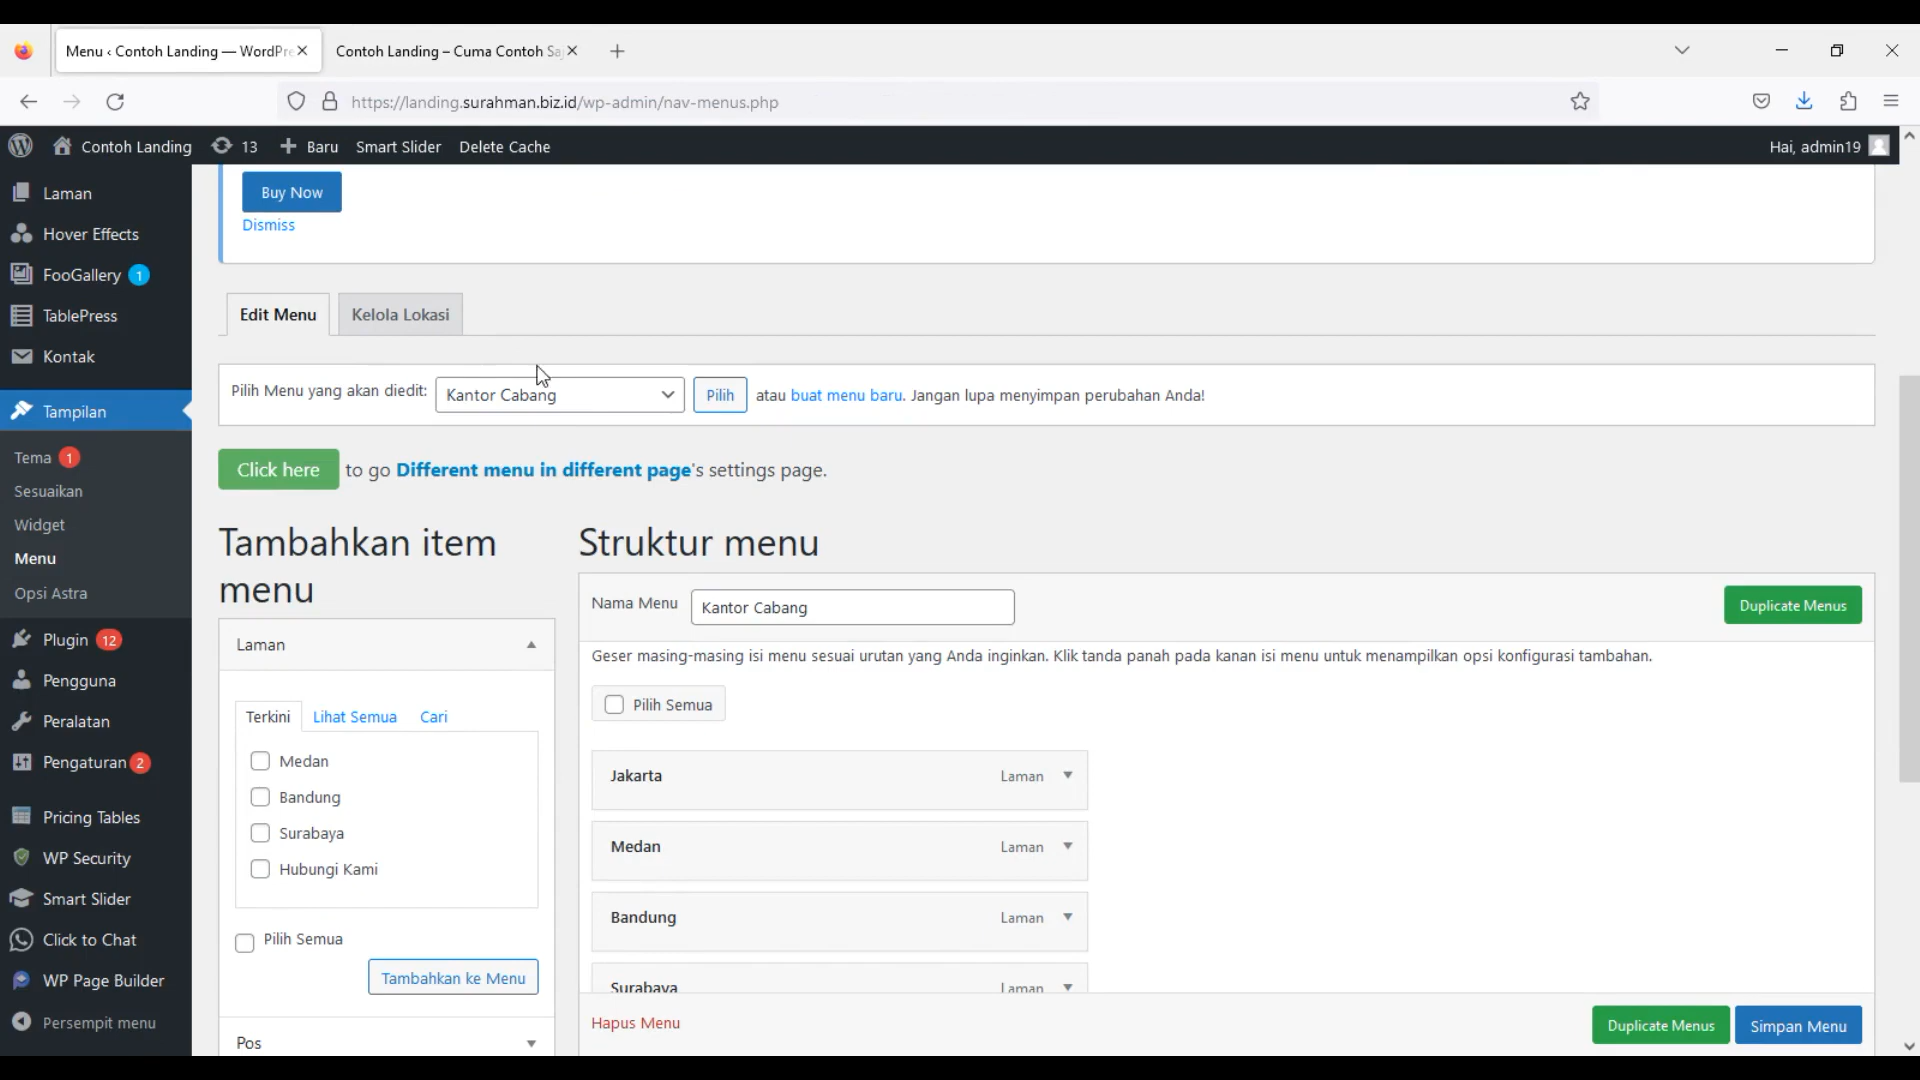 Menu ‹ Contoh Landing — WordPre
Contoh Landing – Cuma Contoh Saj
https://landing.surahman.biz.id/wp-admin/nav-menus.php
Contoh Landing
13
Baru
Smart Slider
Delete Cache
Hai, admin19
Laman
Hover Effects
FooGallery 1
TablePress
Kontak
Tampilan
Tema 1
Sesuaikan
Widget
Menu
Opsi Astra
Plugin 12
Pengguna
Peralatan
Pengaturan 2
Pricing Tables
WP Security
Smart Slider
Click to Chat
WP Page Builder
Persempit menu
Buy Now
Dismiss
Edit Menu
Kelola Lokasi
Pilih Menu yang akan diedit: Kantor Cabang Pilih atau buat menu baru. Jangan lupa menyimpan perubahan Anda!
Click here to go Different menu in different page's settings page.
Tambahkan item
menu
Laman
Terkini Lihat Semua Cari
Medan
Bandung
Surabaya
Hubungi Kami
Pilih Semua
Tambahkan ke Menu
Pos
Struktur menu
Nama Menu Kantor Cabang
Duplicate Menus
Geser masing-masing isi menu sesuai urutan yang Anda inginkan. Klik tanda panah pada kanan isi menu untuk menampilkan opsi konfigurasi tambahan.
Pilih Semua
Jakarta Laman
Medan Laman
Bandung Laman
Surabaya Laman
Hapus Menu
Duplicate Menus
Simpan Menu